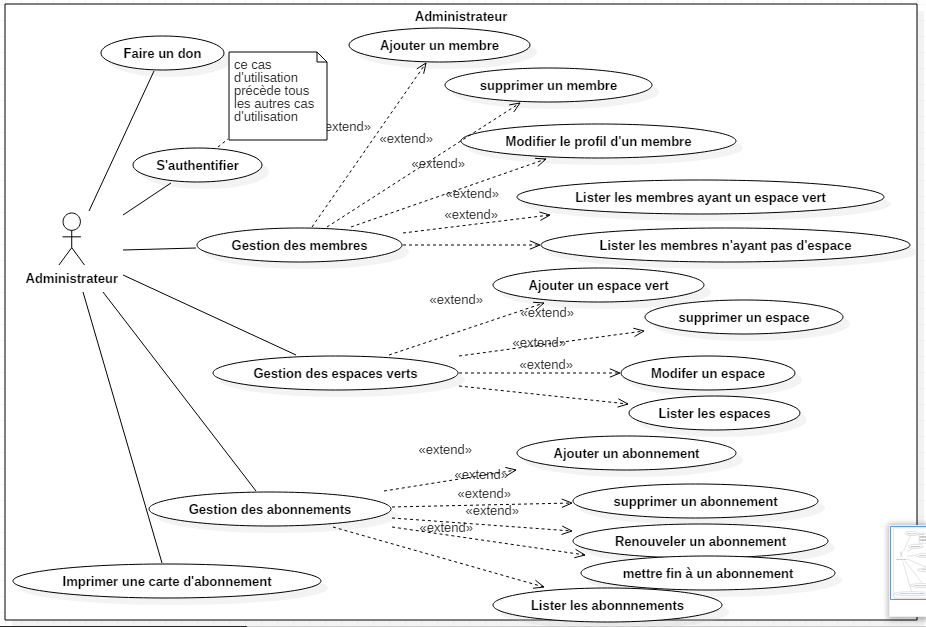 Administrateur
Faire un don
Ajouter un membre
ce cas
d'utilisation
précède tous
les autres cas
d'utilisation
supprimer un membre
extend»
«extend»
Modifier le profil d'un membre
S'authentifier
«extend»
«extend»
Lister les membres ayant un espace vert
«extend»
Gestion des membres
Lister les membres n'ayant pas d'espace
Administrateur
Ajouter un espace vert
«extend»
«extend»
supprimer un espace
«extend»
«extend»
Gestion des espaces verts
Modifer un espace
Lister les espaces
«extend»
Ajouter un abonnement
«extend»
«extend»
supprimer un abonnement
Gestion des abonnements
«extend»
«extend»
Renouveler un abonnement
mettre fin à un abonnement
Imprimer une carte d'abonnement
Lister les abonnnements